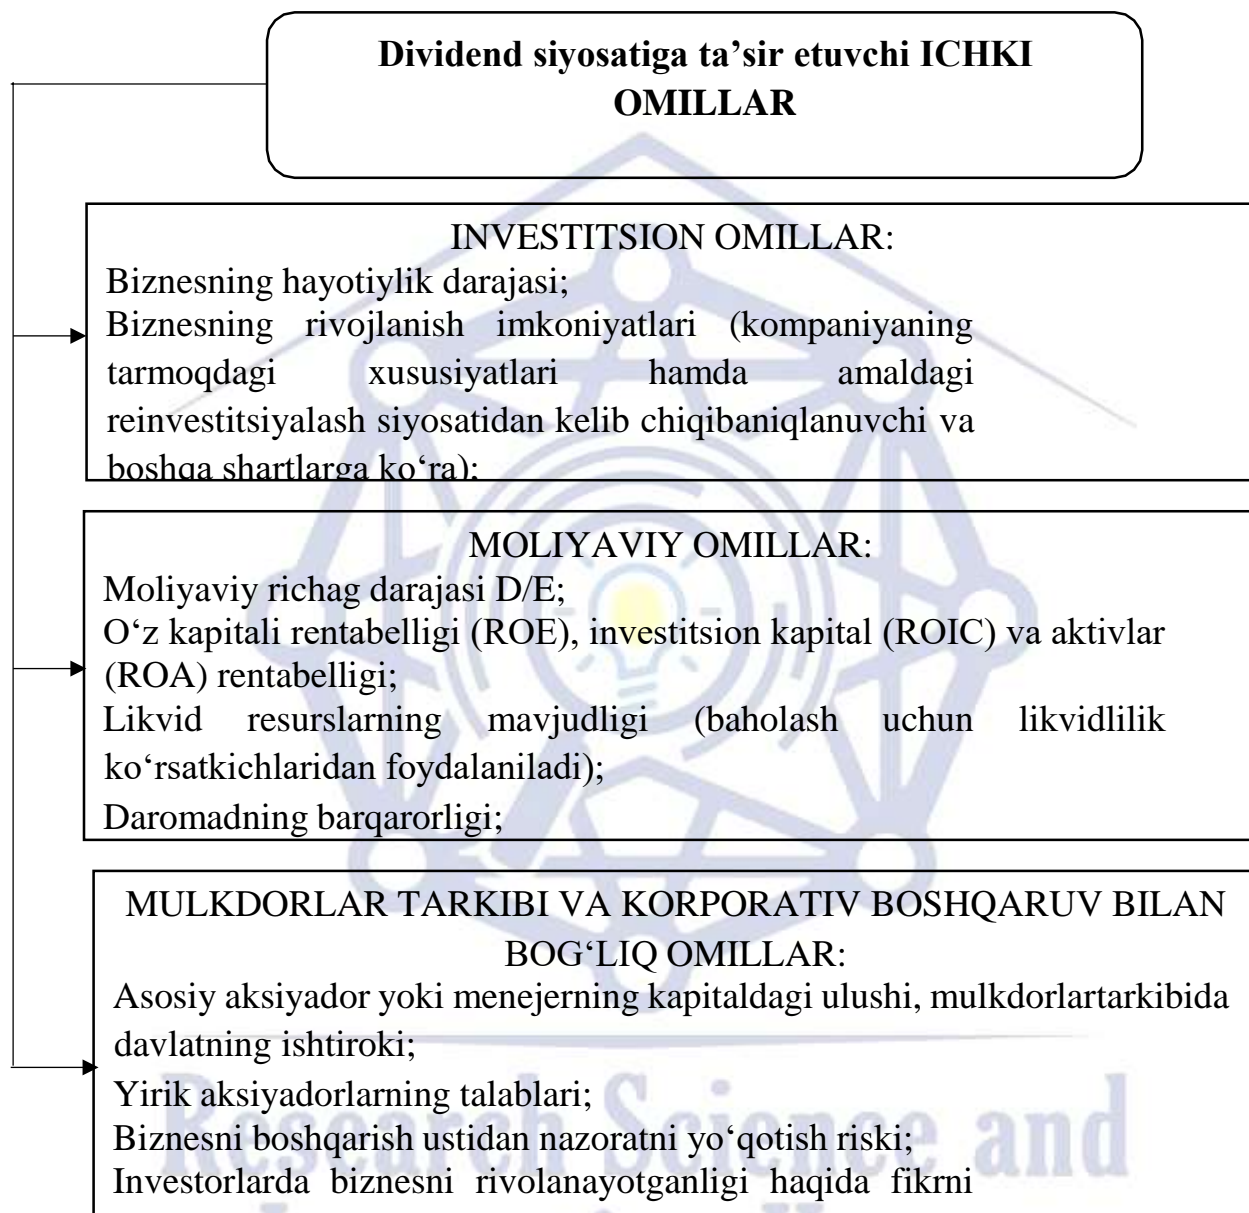 Dividend siyosatiga ta’sir etuvchi ICHKI
OMILLAR
INVESTITSION OMILLAR:
Biznesning hayotiylik darajasi;
Biznesning rivojlanish imkoniyatlari (kompaniyaning
tarmoqdagi xususiyatlari hamda amaldagi
reinvestitsiyalash siyosatidan kelib chiqibaniqlanuvchi va
boshqa shartlarga ko‘ra);
MOLIYAVIY OMILLAR:
Moliyaviy richag darajasi D/E;
O‘z kapitali rentabelligi (ROE), investitsion kapital (ROIC) va aktivlar
(ROA) rentabelligi;
Likvid resurslarning mavjudligi (baholash uchun likvidlilik
ko‘rsatkichlaridan foydalaniladi);
Daromadning barqarorligi;
MULKDORLAR TARKIBI VA KORPORATIV BOSHQARUV BILAN
BOG‘LIQ OMILLAR:
Asosiy aksiyador yoki menejerning kapitaldagi ulushi, mulkdorlartarkibida
davlatning ishtiroki;
Yirik aksiyadorlarning talablari;
Biznesni boshqarish ustidan nazoratni yo‘qotish riski;
Investorlarda biznesni rivolanayotganligi haqida fikrni
Research Science and